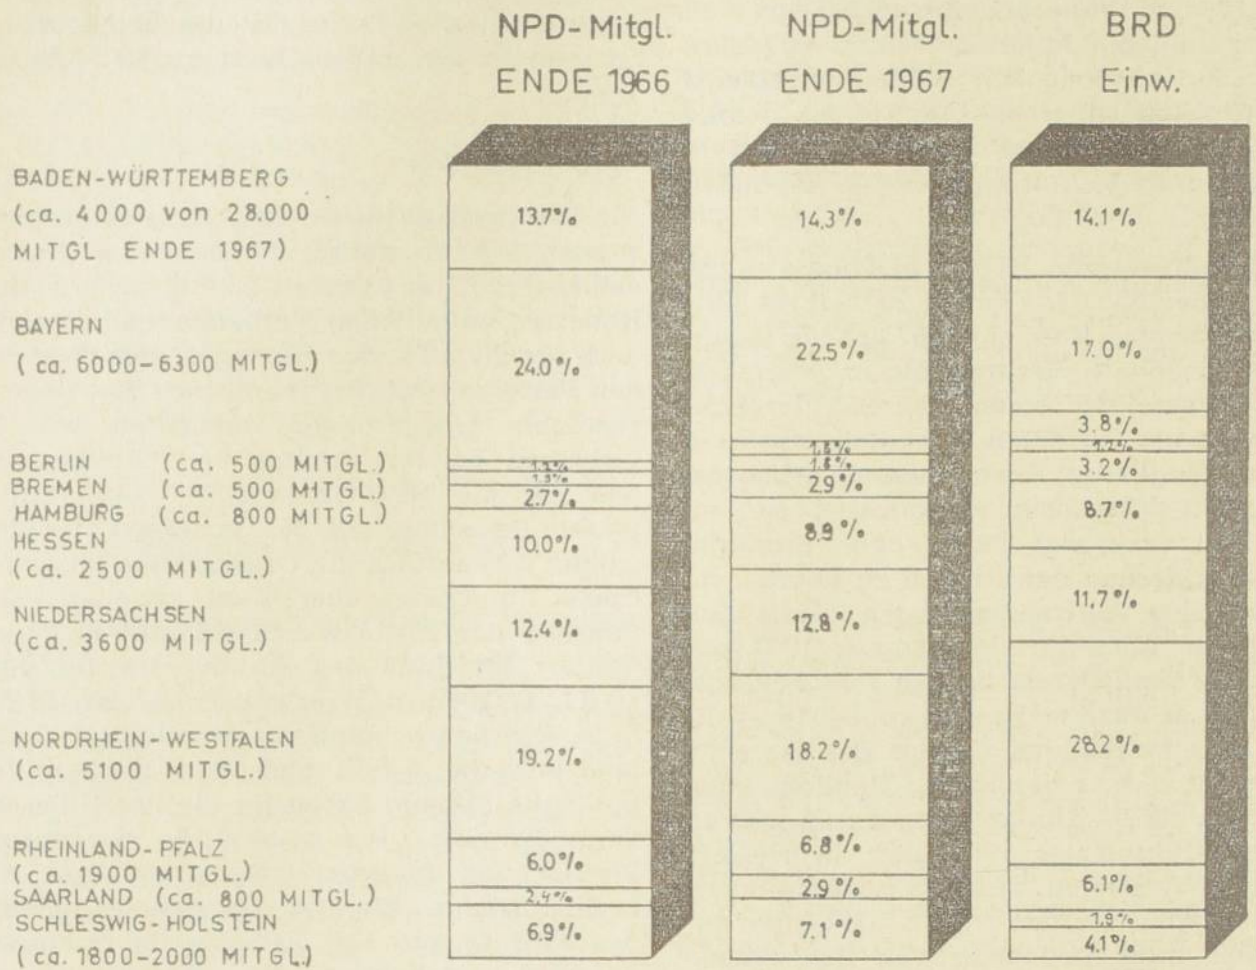 NPD-Mitgl.
ENDE 1966
NPD-Mitgl.
ENDE 1967
BRD
Einw.
BADEN-WÜRTTEMBERG
(ca. 4000 von 28.000
MITGL ENDE 1967)
13.7%
14,3%
14.1%
BAYERN
(ca. 6000-6300 MITGL.)
24.0%
22.5%
17.0%
BERLIN (ca. 500 MITGL.)
3.8%
BREMEN (ca. 500 MITGL.)
1.6%
1.2%
HAMBURG (ca. 800 MITGL.)
2.7%
2.9%
3.2%
HESSEN
(ca. 2500 MITGL.)
10.0%
8.9%
8.7%
NIEDERSACHSEN
(ca. 3600 MITGL.)
12.4%
12.8%
11,7%
NORDRHEIN-WESTFALEN
(ca. 5100 MITGL.)
19.2%
18.2%
28.2%
RHEINLAND-PFALZ
(ca. 1900 MITGL.)
6.0%
6.8%
6.1%
SAARLAND (ca. 800 MITGL.)
2,4%
2.9%
SCHLESWIG-HOLSTEIN
(ca. 1800-2000 MITGL.)
6.9%
7.1%
4.1%